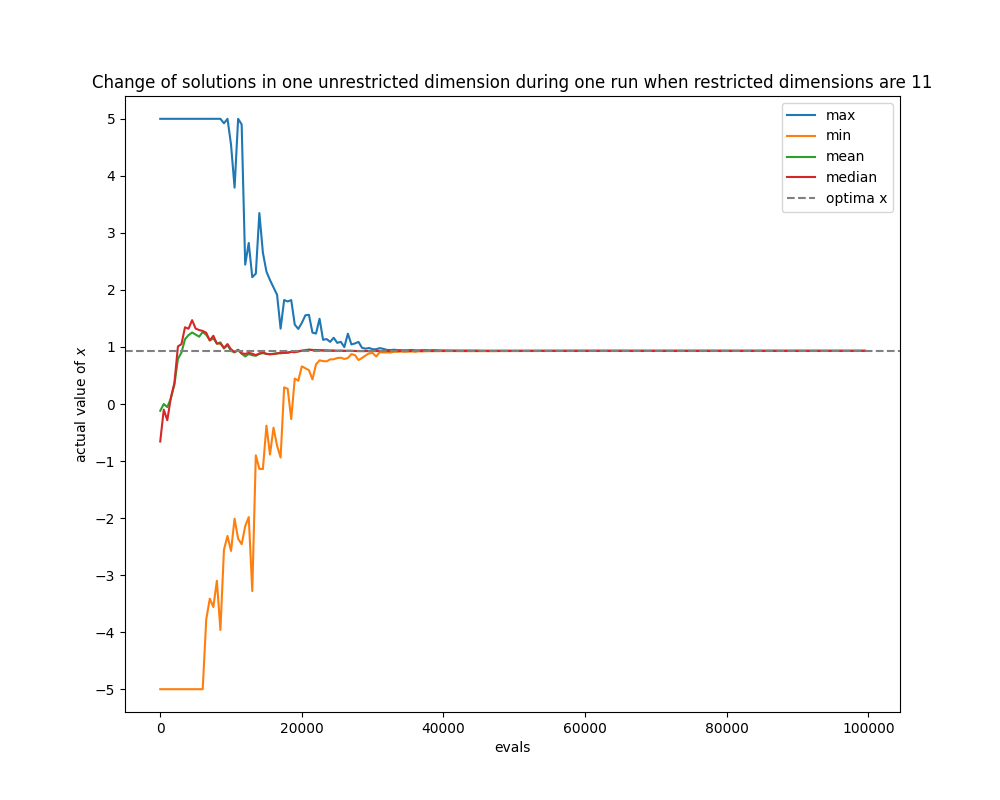 Change of solutions in one unrestricted dimension during one run when restricted dimensions are 11
max
min
mean
median
optima x
5
4
3
2
1
0
−1
−2
−3
−4
−5
actual value of x
0
20000
40000
60000
80000
100000
evals